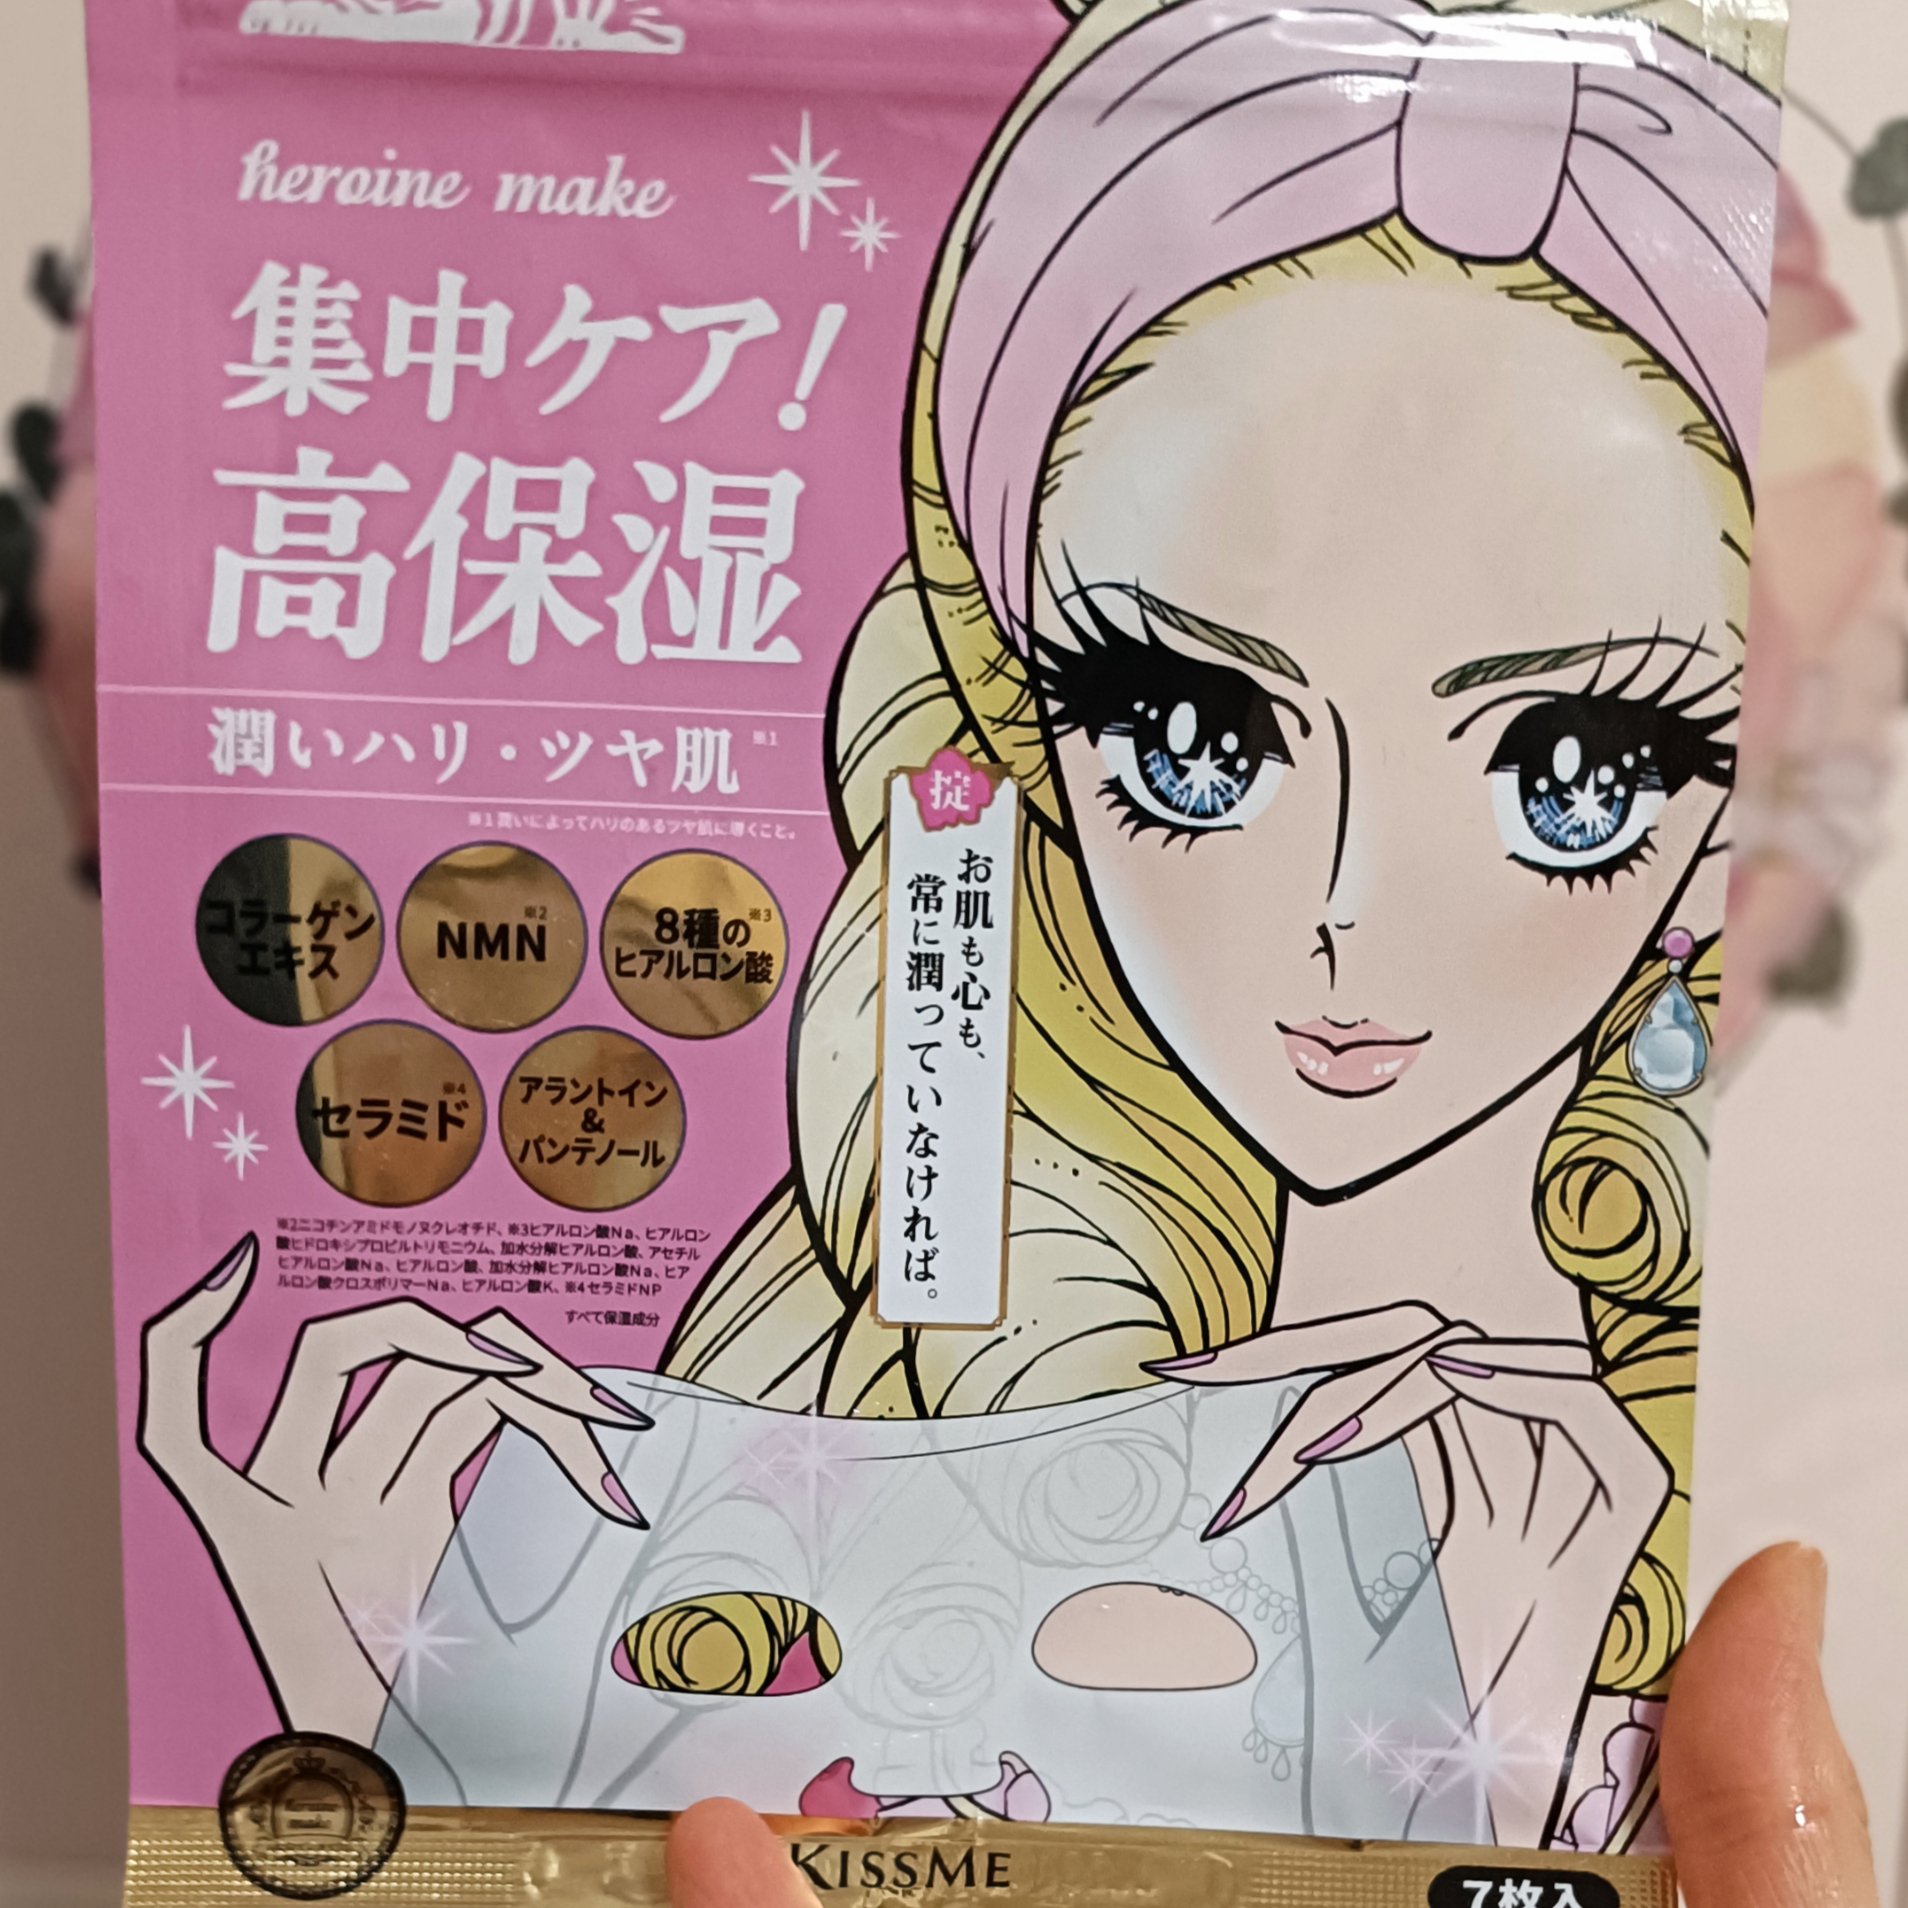 heroine make
集中ケア!
高保湿
潤いハリ・ツヤ肌※1
※1 潤いによってハリのあるツヤ肌に導くこと。
コラーゲン
エキス
NMN※2
8種の※3
ヒアルロン酸
セラミド※4
アラントイン
&
パンテノール
※2ニコチンアミドモノヌクレオチド、※3ヒアルロン酸Na、ヒアルロン
酸ヒドロキシプロピルトリモニウム、加水分解ヒアルロン酸、アセチル
ヒアルロン酸Na、ヒアルロン酸、加水分解ヒアルロン酸Na、ヒア
ルロン酸クロスポリマーNa、ヒアルロン酸K、※4セラミドNP
すべて保湿成分
掟
お肌も心も、
常に潤っていなければ。
heroine
make
KISSME
7枚入